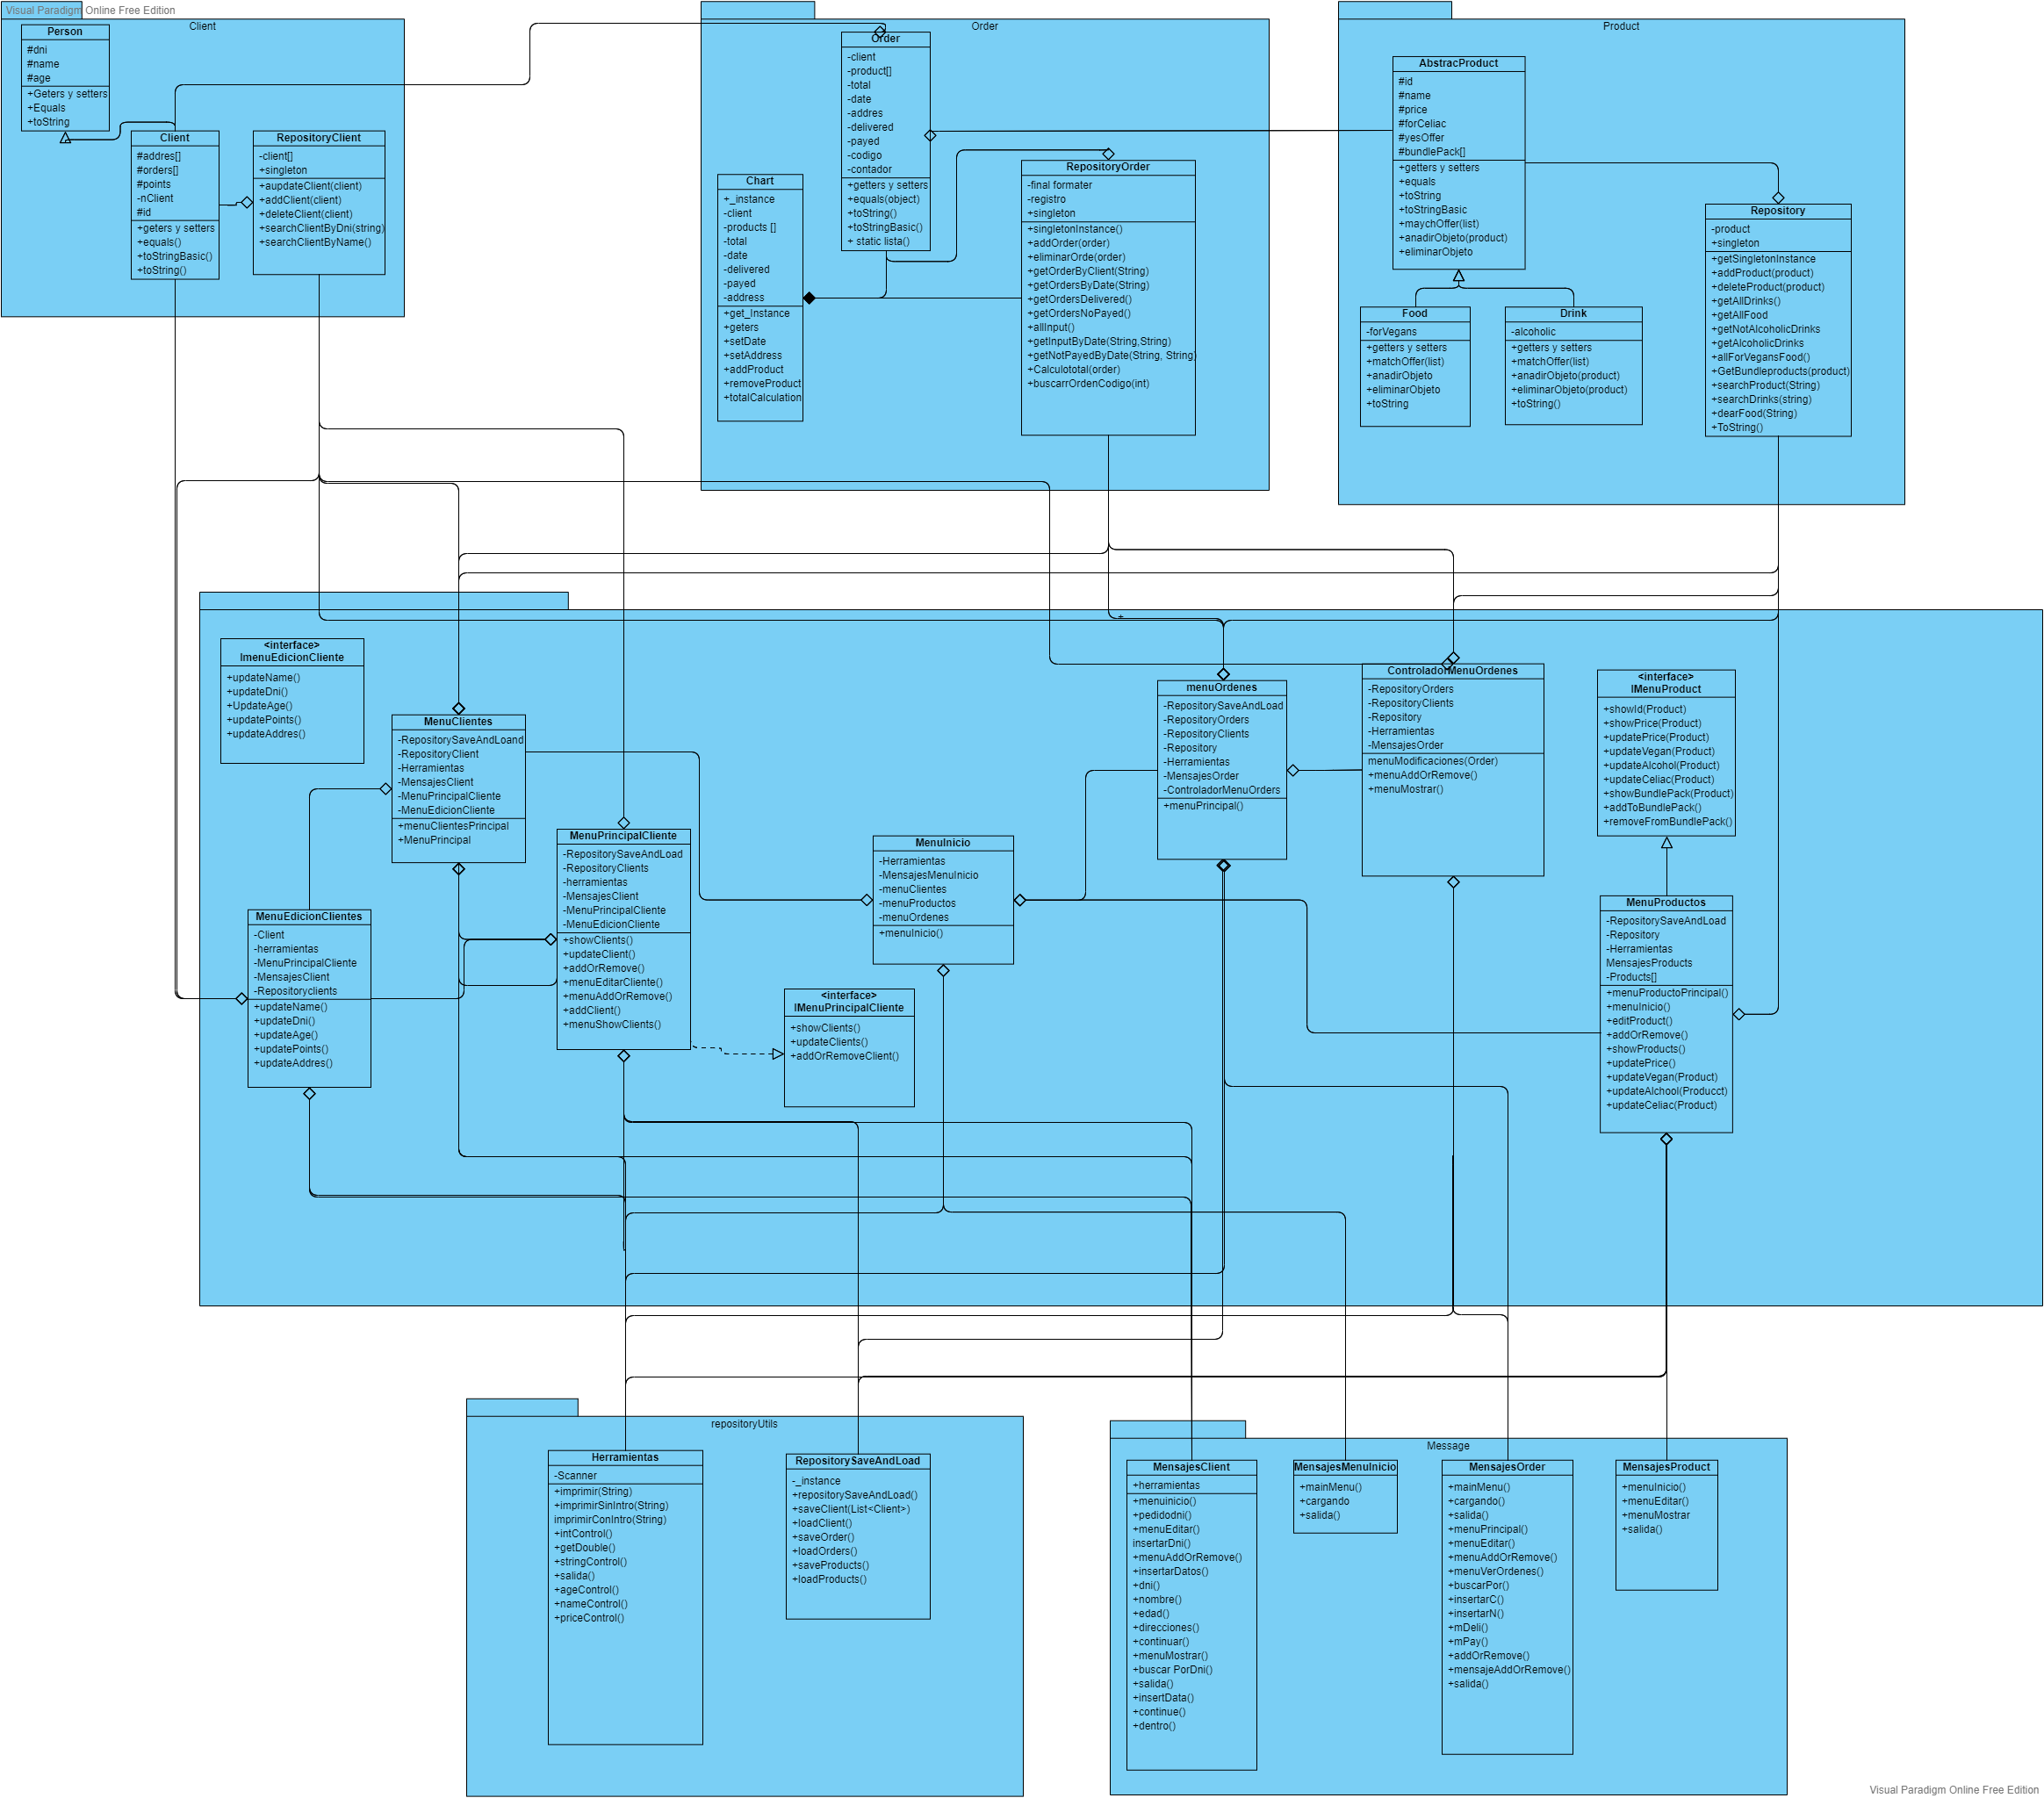 Visual Paradigm Online Free Edition
Client
Person
#dni
#name
#age
+Geters y setters
+Equals
+toString
Client
#addres[]
#orders[]
#points
-nClient
#id
+geters y setters
+equals()
+toStringBasic()
+toString()
RepositoryClient
-client[]
+singleton
+aupdateClient(client)
+addClient(client)
+deleteClient(client)
+searchClientByDni(string)
+searchClientByName()
Order
Order
-client
-product[]
-total
-date
-addres
-delivered
-payed
-codigo
-contador
+getters y setters
+equals(object)
+toString()
+toStringBasic()
+ static lista()
Chart
+_instance
-client
-products []
-total
-date
-delivered
-payed
-address
+get_Instance
+geters
+setDate
+setAddress
+addProduct
+removeProduct
+totalCalculation
RepositoryOrder
-final formater
-registro
+singleton
+singletonInstance()
+addOrder(order)
+eliminarOrde(order)
+getOrderByClient(String)
+getOrdersByDate(String)
+getOrdersDelivered()
+getOrdersNoPayed()
+allInput()
+getInputByDate(String,String)
+getNotPayedByDate(String, String)
+Calculototal(order)
+buscarrOrdenCodigo(int)
Product
AbstracProduct
#id
#name
#price
#forCeliac
#yesOffer
#bundlePack[]
+getters y setters
+equals
+toString
+toStringBasic
+maychOffer(list)
+anadirObjeto(product)
+eliminarObjeto
Food
-forVegans
+getters y setters
+matchOffer(list)
+anadirObjeto
+eliminarObjeto
+toString
Drink
-alcoholic
+getters y setters
+matchOffer(list)
+anadirObjeto(product)
+eliminarObjeto(product)
+toString()
Repository
-product
+singleton
+getSingletonInstance
+addProduct(product)
+deleteProduct(product)
+getAllDrinks()
+getAllFood
+getNotAlcoholicDrinks
+getAlcoholicDrinks
+allForVegansFood()
+GetBundleproducts(product)
+searchProduct(String)
+searchDrinks(string)
+dearFood(String)
+ToString()
+
<interface>
ImenuEdicionCliente
+updateName()
+updateDni()
+UpdateAge()
+updatePoints()
+updateAddres()
MenuClientes
-RepositorySaveAndLoand
-RepositoryClient
-Herramientas
-MensajesClient
-MenuPrincipalCliente
-MenuEdicionCliente
+menuClientesPrincipal
+MenuPrincipal
MenuPrincipalCliente
-RepositorySaveAndLoad
-RepositoryClients
-herramientas
-MensajesClient
-MenuPrincipalCliente
-MenuEdicionCliente
+showClients()
+updateClient()
+addOrRemove()
+menuEditarCliente()
+menuAddOrRemove()
+addClient()
+menuShowClients()
MenuEdicionClientes
-Client
-herramientas
-MenuPrincipalCliente
-MensajesClient
-Repositoryclients
+updateName()
+updateDni()
+updateAge()
+updatePoints()
+updateAddres()
<interface>
IMenuPrincipalCliente
+showClients()
+updateClients()
+addOrRemoveClient()
MenuInicio
-Herramientas
-MensajesMenuInicio
-menuClientes
-menuProductos
-menuOrdenes
+menuInicio()
menuOrdenes
-RepositorySaveAndLoad
-RepositoryOrders
-RepositoryClients
-Repository
-Herramientas
-MensajesOrder
-ControladorMenuOrders
+menuPrincipal()
ControladorMenuOrdenes
-RepositoryOrders
-RepositoryClients
-Repository
-Herramientas
-MensajesOrder
menuModificaciones(Order)
+menuAddOrRemove()
+menuMostrar()
<interface>
IMenuProduct
+showId(Product)
+showPrice(Product)
+updatePrice(Product)
+updateVegan(Product)
+updateAlcohol(Product)
+updateCeliac(Product)
+showBundlePack(Product)
+addToBundlePack()
+removeFromBundlePack()
MenuProductos
-RepositorySaveAndLoad
-Repository
-Herramientas
MensajesProducts
-Products[]
+menuProductoPrincipal()
+menuInicio()
+editProduct()
+addOrRemove()
+showProducts()
+updatePrice()
+updateVegan(Product)
+updateAlchool(Producct)
+updateCeliac(Product)
repositoryUtils
Herramientas
-Scanner
+imprimir(String)
+imprimirSinIntro(String)
imprimirConIntro(String)
+intControl()
+getDouble()
+stringControl()
+salida()
+ageControl()
+nameControl()
+priceControl()
RepositorySaveAndLoad
-_instance
+repositorySaveAndLoad()
+saveClient(List<Client>)
+loadClient()
+saveOrder()
+loadOrders()
+saveProducts()
+loadProducts()
Message
MensajesClient
+herramientas
+menuinicio()
+pedidodni()
+menuEditar()
insertarDni()
+menuAddOrRemove()
+insertarDatos()
+dni()
+nombre()
+edad()
+direcciones()
+continuar()
+menuMostrar()
+buscar PorDni()
+salida()
+insertData()
+continue()
+dentro()
MensajesMenuInicio
+mainMenu()
+cargando
+salida()
MensajesOrder
+mainMenu()
+cargando()
+salida()
+menuPrincipal()
+menuEditar()
+menuAddOrRemove()
+menuVerOrdenes()
+buscarPor()
+insertarC()
+insertarN()
+mDeli()
+mPay()
+addOrRemove()
+mensajeAddOrRemove()
+salida()
MensajesProduct
+menuInicio()
+menuEditar()
+menuMostrar
+salida()
Visual Paradigm Online Free Edition